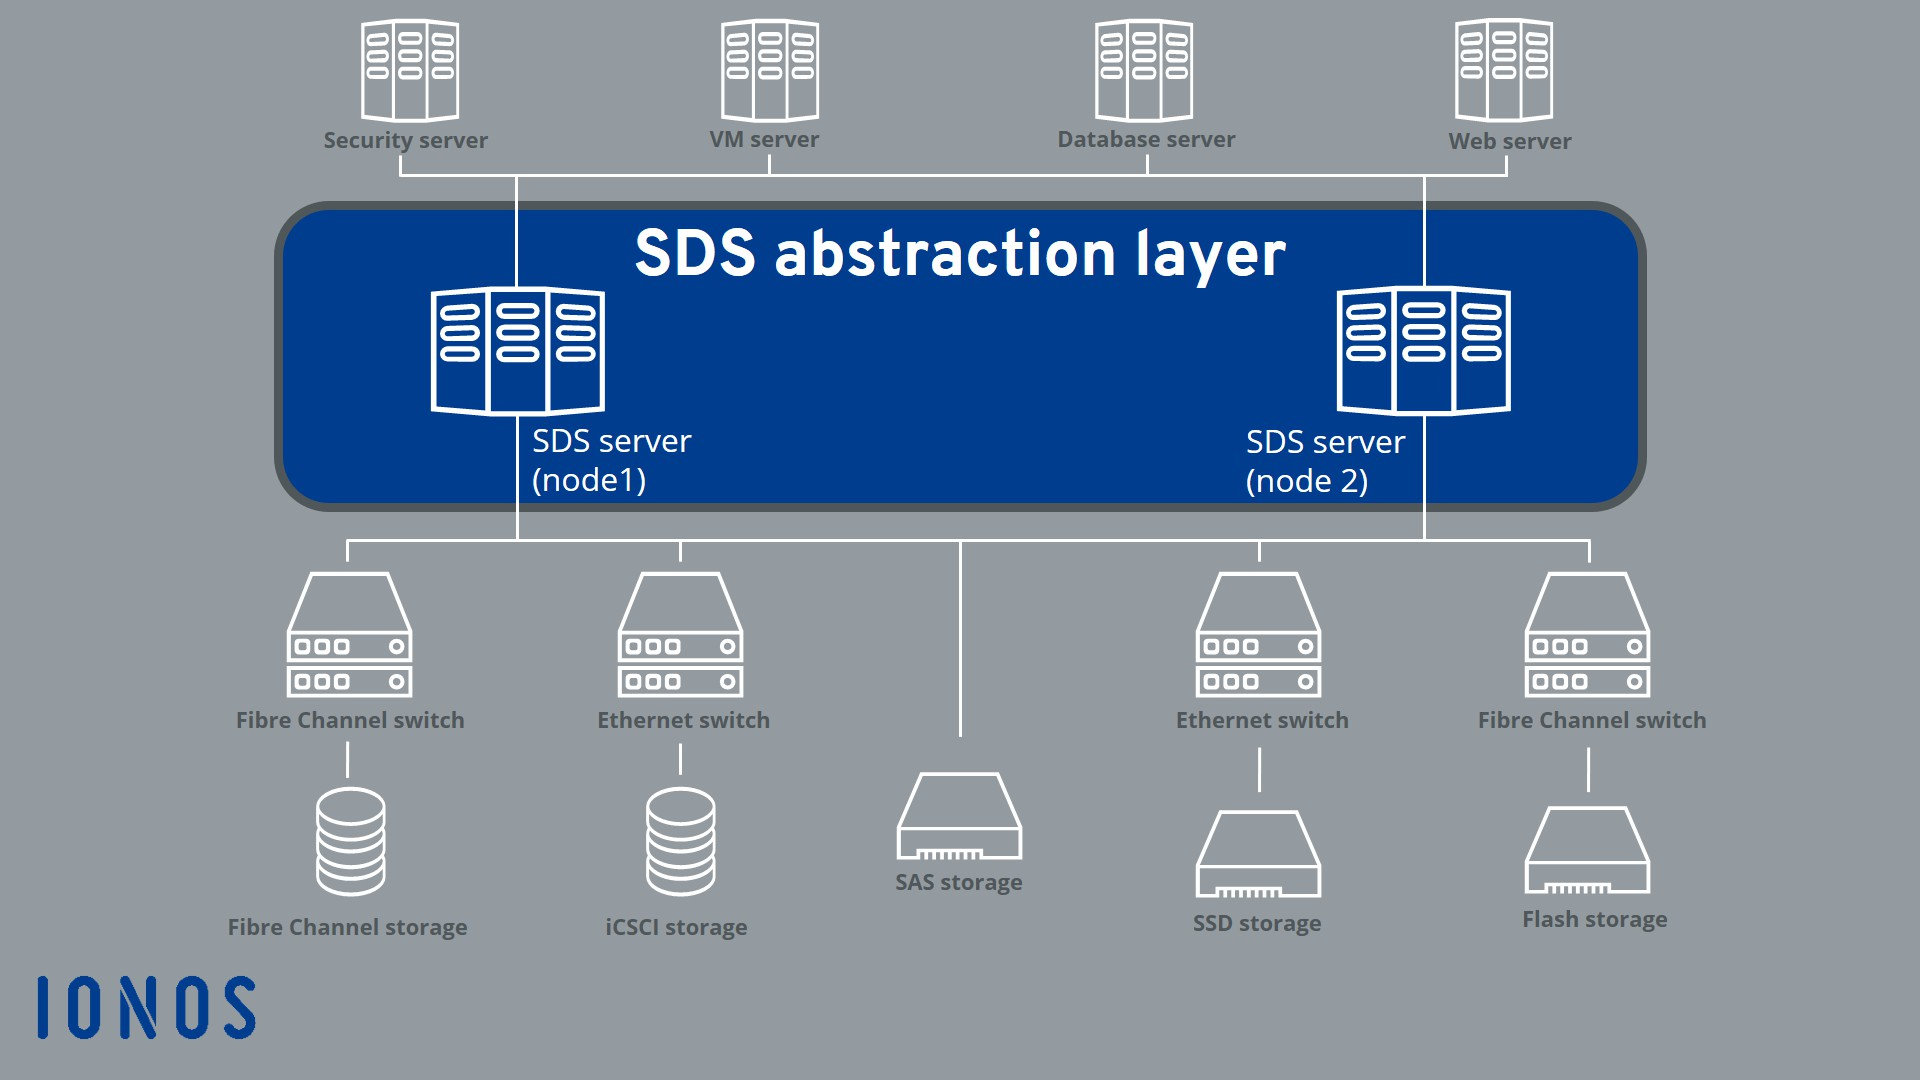 Security server
VM server
Database server
Web server
SDS abstraction layer
SDS server
(node1)
SDS server
(node 2)
Fibre Channel switch
Ethernet switch
Ethernet switch
Fibre Channel switch
SAS storage
Fibre Channel storage
iCSCI storage
SSD storage
Flash storage
IONOS